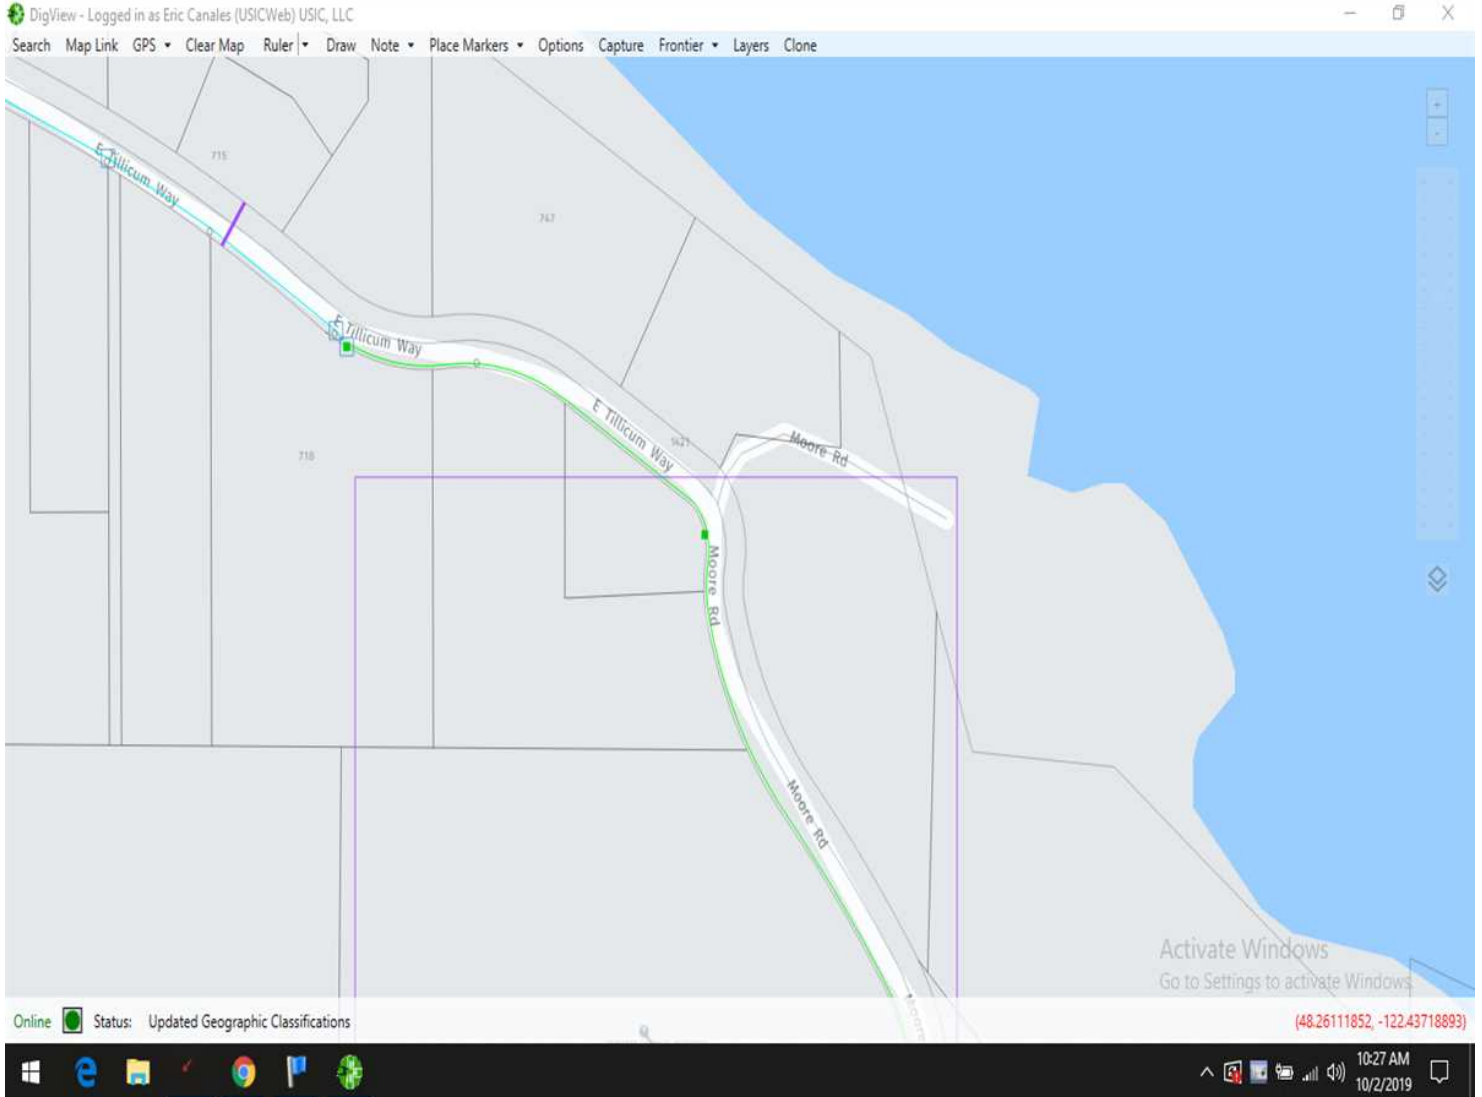 DigView - Logged in as Eric Canales (USICWeb) USIC, LLC
Search Map Link GPS Clear Map Ruler Draw Note Place Markers Options Capture Frontier Layers Clone
E Tillicum Way
715
747
E Tillicum Way
E Tillicum Way
1421
Moore Rd
718
Moore Rd
Moore Rd
Moore
Activate Windows
Go to Settings to activate Windows.
Online Status: Updated Geographic Classifications
(48.26111852, -122.43718893)
10:27 AM
10/2/2019